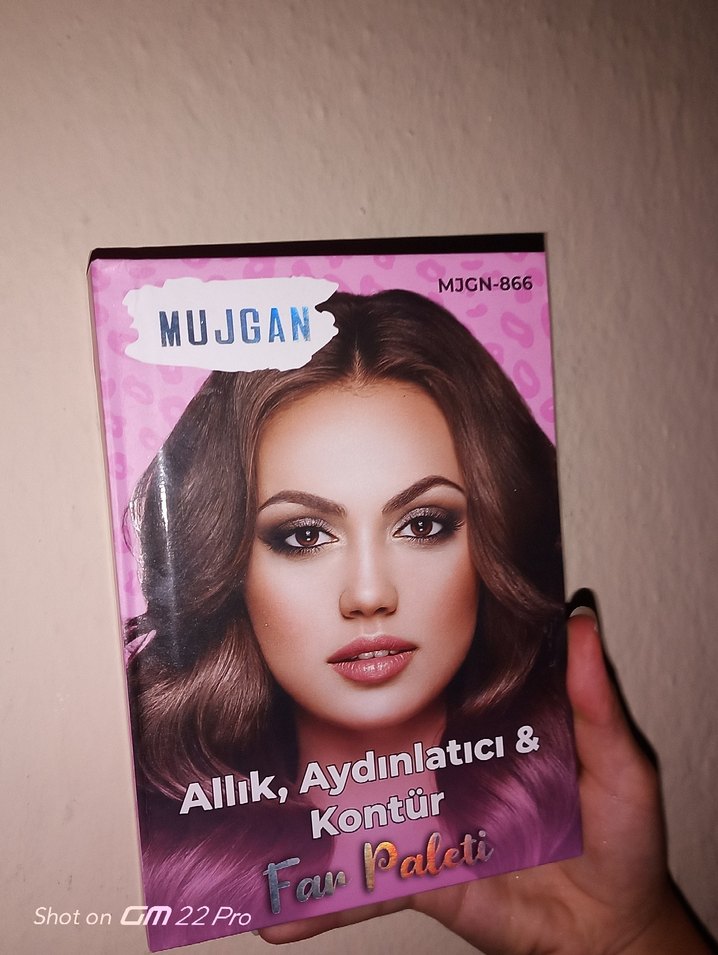 MUJGAN
MJGN-866
Allık, Aydınlatıcı &
Kontür
Far Paleti
Shot on GM 22 Pro